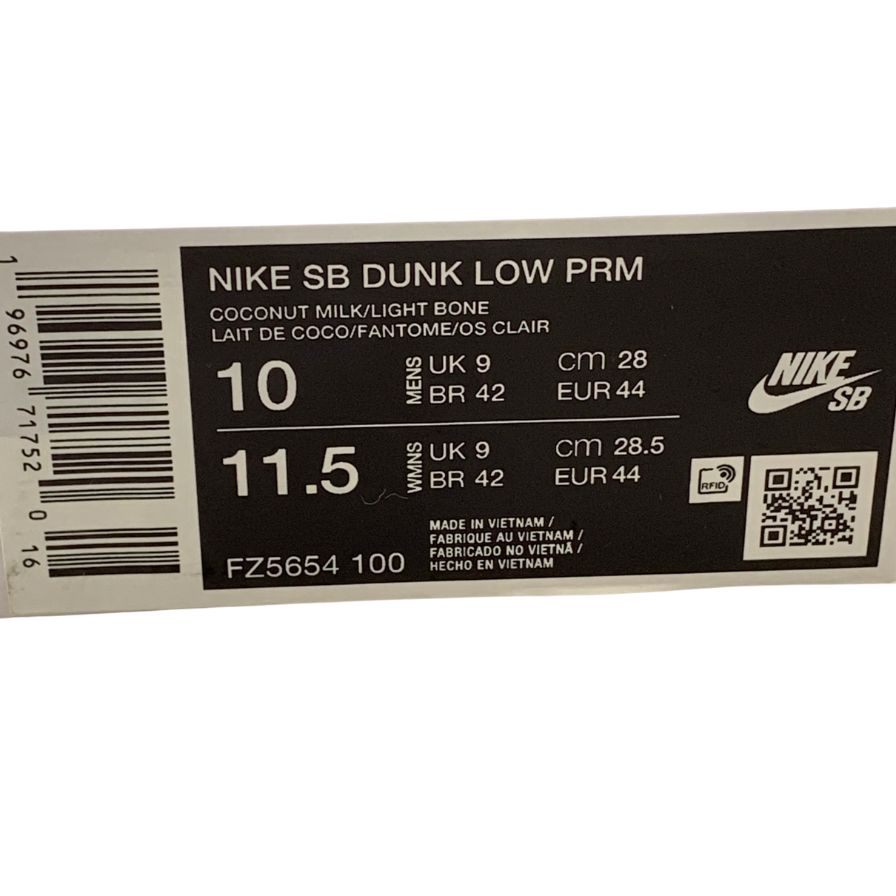 NIKE SB DUNK LOW PRM
COCONUT MILK/LIGHT BONE
LAIT DE COCO/FANTOME/OS CLAIR
10 MENS UK 9 cm 28
BR 42 EUR 44
11.5 WMNS UK 9 cm 28.5
BR 42 EUR 44
MADE IN VIETNAM /
FABRIQUE AU VIETNAM /
FABRICADO NO VIETNÃ /
HECHO EN VIETNAM
FZ5654 100
NIKE
SB
RFID
1 96976 71752 0 16